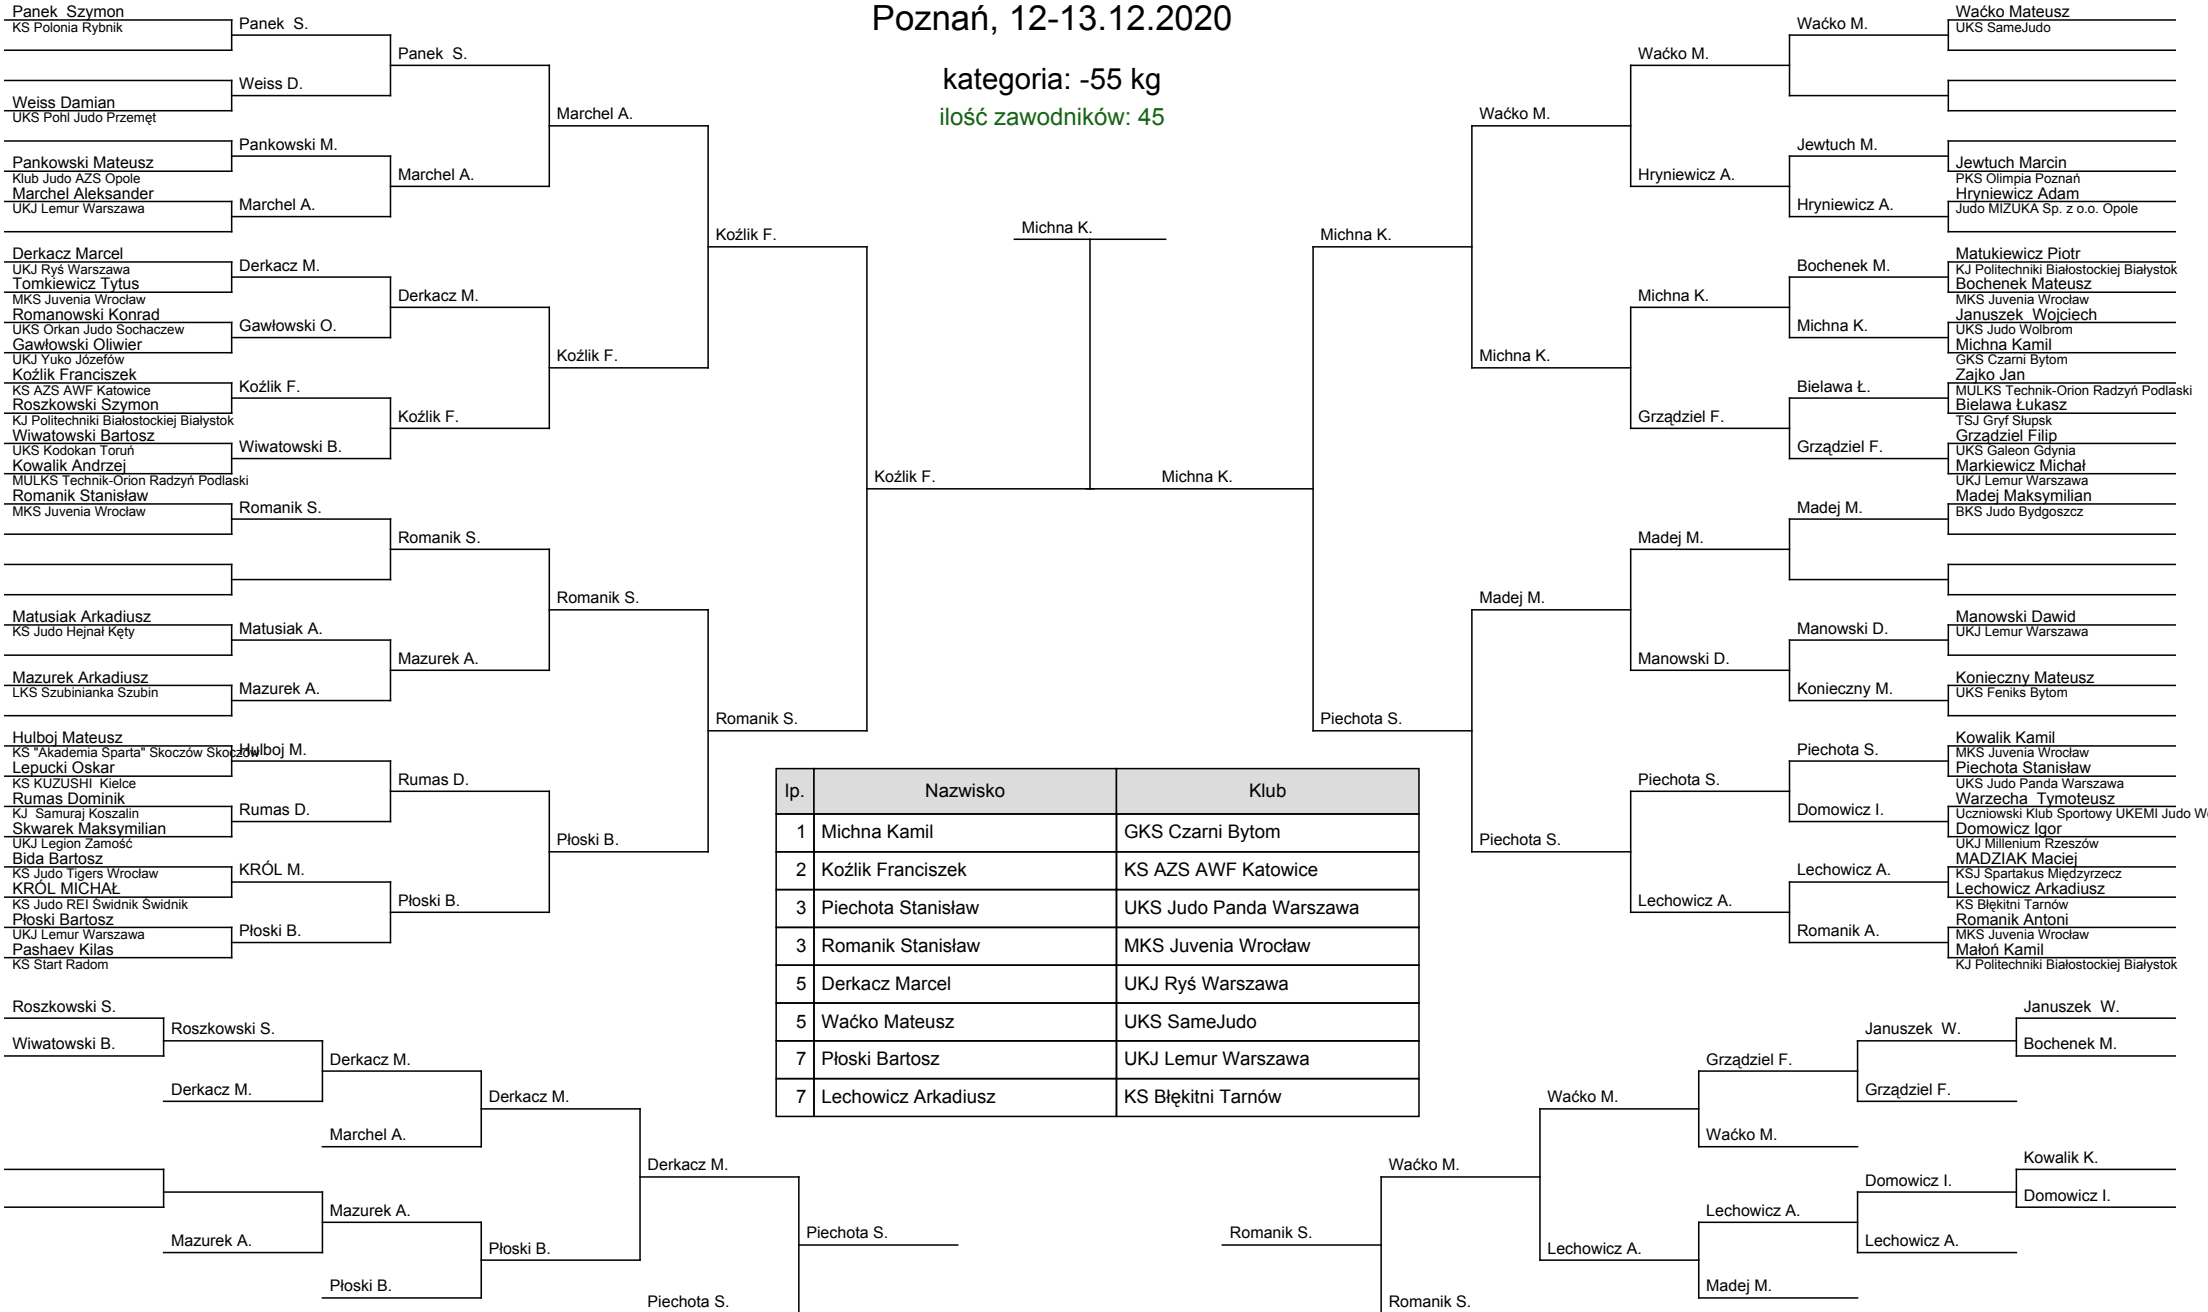 Poznań, 12-13.12.2020
kategoria: -55 kg
ilość zawodników: 45
Panek  Szymon
KS Polonia Rybnik
Weiss Damian
UKS Pohl Judo Przemęt
Pankowski Mateusz
Klub Judo AZS Opole
Marchel Aleksander
UKJ Lemur Warszawa
Derkacz Marcel
UKJ Ryś Warszawa
Tomkiewicz Tytus
MKS Juvenia Wrocław
Romanowski Konrad
UKS Orkan Judo Sochaczew
Gawłowski Oliwier
UKJ Yuko Józefów
Koźlik Franciszek
KS AZS AWF Katowice
Roszkowski Szymon
KJ Politechniki Białostockiej Białystok
Wiwatowski Bartosz
UKS Kodokan Toruń
Kowalik Andrzej
MULKS Technik-Orion Radzyń Podlaski
Romanik Stanisław
MKS Juvenia Wrocław
Matusiak Arkadiusz
KS Judo Hejnał Kęty
Mazurek Arkadiusz
LKS Szubinianka Szubin
Hulboj Mateusz
KS "Akademia Sparta" Skoczów Skoczów
Lepucki Oskar
KS KUZUSHI  Kielce
Rumas Dominik
KJ  Samuraj Koszalin
Skwarek Maksymilian
UKJ Legion Zamość
Bida Bartosz
KS Judo Tigers Wrocław
KRÓL MICHAŁ
KS Judo REI Świdnik Świdnik
Płoski Bartosz
UKJ Lemur Warszawa
Pashaev Kilas
KS Start Radom
Panek  S.
Weiss D.
Pankowski M.
Marchel A.
Derkacz M.
Gawłowski O.
Koźlik F.
Wiwatowski B.
Romanik S.
Matusiak A.
Mazurek A.
Hulboj M.
Rumas D.
KRÓL M.
Płoski B.
Panek  S.
Marchel A.
Derkacz M.
Koźlik F.
Romanik S.
Mazurek A.
Rumas D.
Płoski B.
Marchel A.
Koźlik F.
Romanik S.
Płoski B.
Koźlik F.
Romanik S.
Koźlik F.
Michna K.
Michna K.
Michna K.
Piechota S.
Waćko M.
Michna K.
Madej M.
Piechota S.
Waćko M.
Hryniewicz A.
Michna K.
Grządziel F.
Madej M.
Manowski D.
Piechota S.
Lechowicz A.
Waćko M.
Jewtuch M.
Hryniewicz A.
Bochenek M.
Michna K.
Bielawa Ł.
Grządziel F.
Madej M.
Manowski D.
Konieczny M.
Piechota S.
Domowicz I.
Lechowicz A.
Romanik A.
Waćko Mateusz
UKS SameJudo
Jewtuch Marcin
PKS Olimpia Poznań
Hryniewicz Adam
Judo MIZUKA Sp. z o.o. Opole
Matukiewicz Piotr
KJ Politechniki Białostockiej Białystok
Bochenek Mateusz
MKS Juvenia Wrocław
Januszek  Wojciech
UKS Judo Wolbrom
Michna Kamil
GKS Czarni Bytom
Zajko Jan
MULKS Technik-Orion Radzyń Podlaski
Bielawa Łukasz
TSJ Gryf Słupsk
Grządziel Filip
UKS Galeon Gdynia
Markiewicz Michał
UKJ Lemur Warszawa
Madej Maksymilian
BKS Judo Bydgoszcz
Manowski Dawid
UKJ Lemur Warszawa
Konieczny Mateusz
UKS Feniks Bytom
Kowalik Kamil
MKS Juvenia Wrocław
Piechota Stanisław
UKS Judo Panda Warszawa
Warzecha  Tymoteusz
Uczniowski Klub Sportowy UKEMI Judo
Domowicz Igor
UKJ Millenium Rzeszów
MADZIAK Maciej
KSJ Spartakus Międzyrzecz
Lechowicz Arkadiusz
KS Błękitni Tarnów
Romanik Antoni
MKS Juvenia Wrocław
Małoń Kamil
KJ Politechniki Białostockiej Białystok
lp. Nazwisko Klub
1 Michna Kamil GKS Czarni Bytom
2 Koźlik Franciszek KS AZS AWF Katowice
3 Piechota Stanisław UKS Judo Panda Warszawa
3 Romanik Stanisław MKS Juvenia Wrocław
5 Derkacz Marcel UKJ Ryś Warszawa
5 Waćko Mateusz UKS SameJudo
7 Płoski Bartosz UKJ Lemur Warszawa
7 Lechowicz Arkadiusz KS Błękitni Tarnów
Roszkowski S.
Wiwatowski B.
Roszkowski S.
Derkacz M.
Mazurek A.
Derkacz M.
Marchel A.
Mazurek A.
Płoski B.
Derkacz M.
Płoski B.
Derkacz M.
Piechota S.
Piechota S.
Romanik S.
Waćko M.
Romanik S.
Waćko M.
Lechowicz A.
Grządziel F.
Waćko M.
Lechowicz A.
Madej M.
Januszek  W.
Grządziel F.
Domowicz I.
Lechowicz A.
Januszek  W.
Bochenek M.
Kowalik K.
Domowicz I.